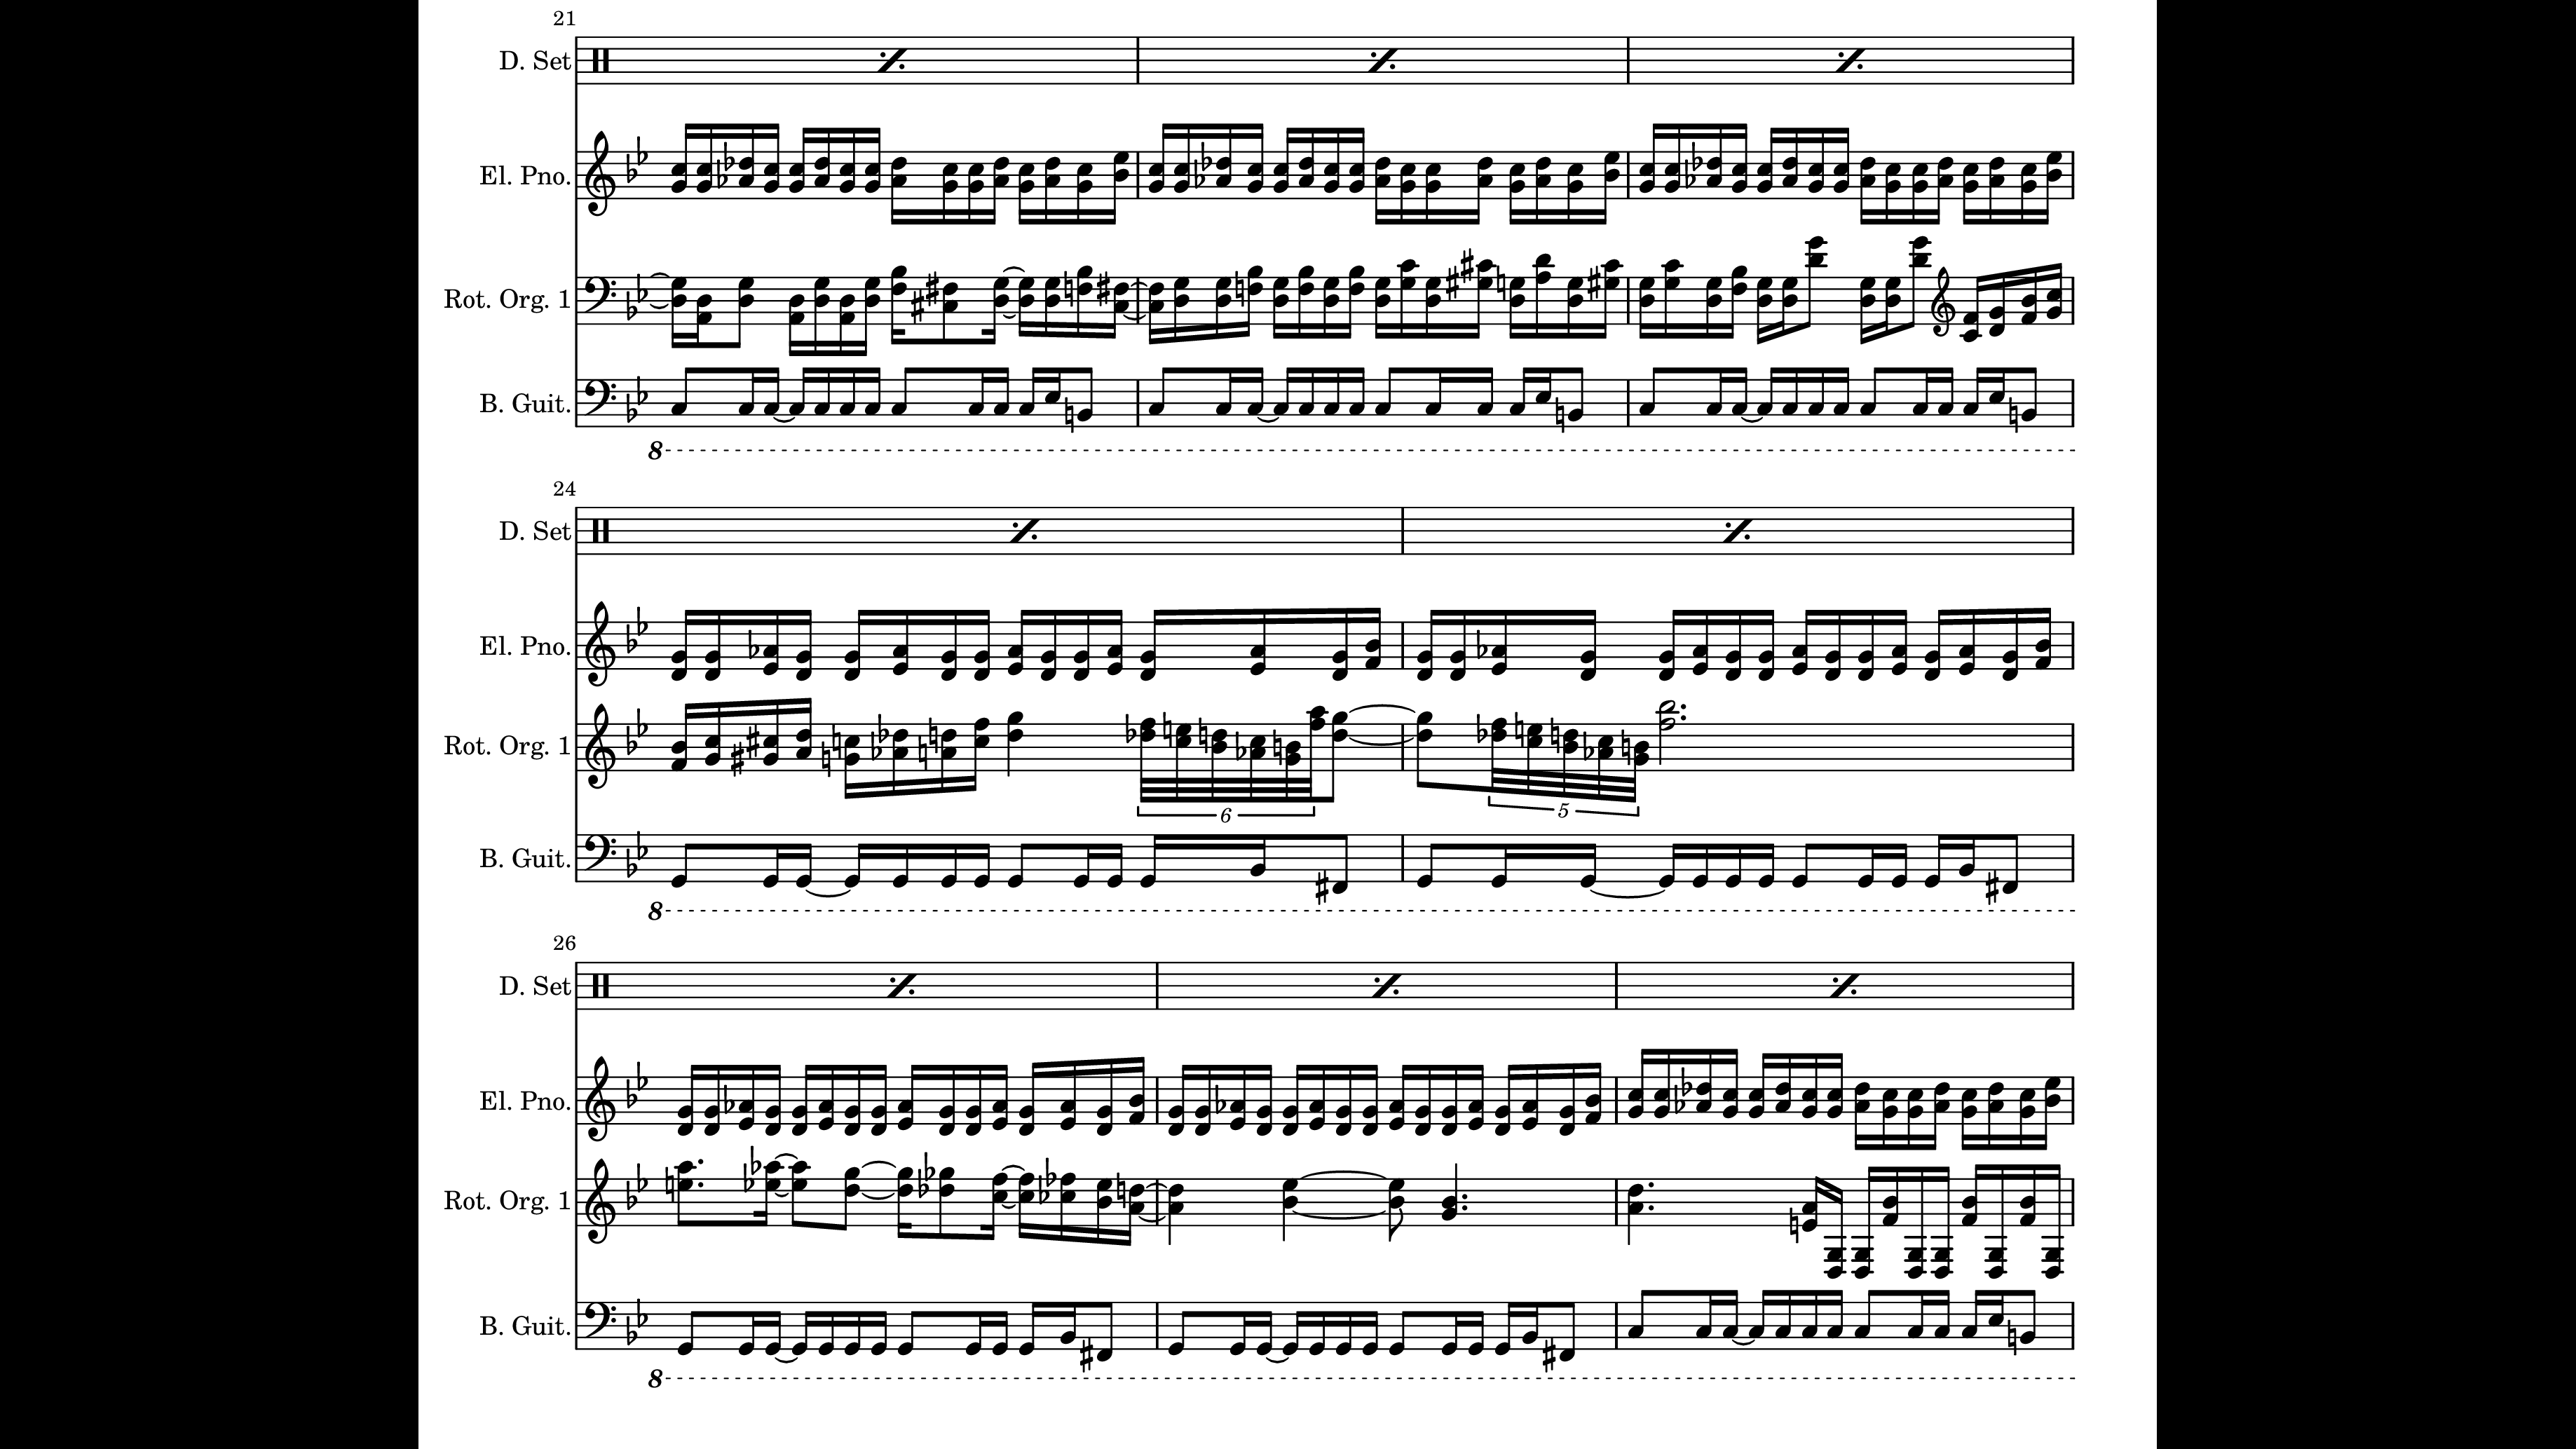 21
D. Set
El. Pno.
Rot. Org. 1
B. Guit.
8
24
D. Set
El. Pno.
Rot. Org. 1
6
5
B. Guit.
8
26
D. Set
El. Pno.
Rot. Org. 1
B. Guit.
8